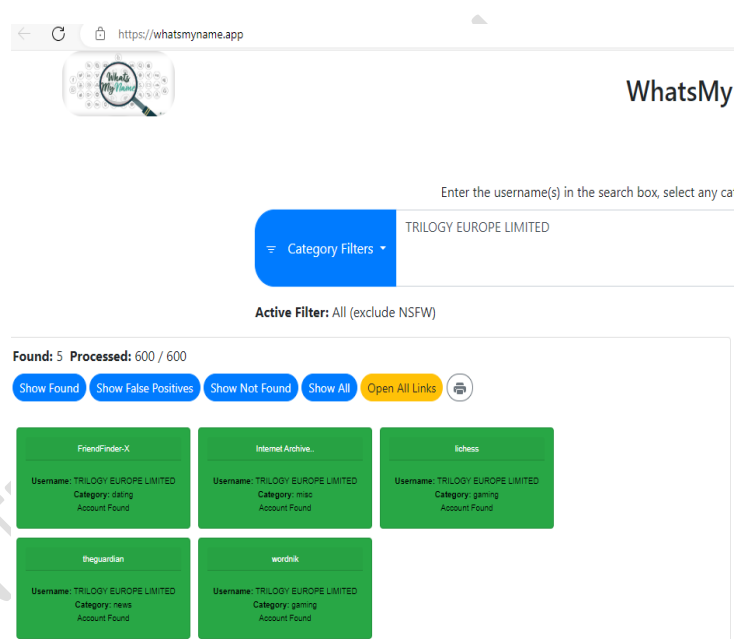 https://whatsmyname.app
Whats
My Name
WhatsMy
Enter the username(s) in the search box, select any ca
Category Filters
TRILOGY EUROPE LIMITED
Active Filter: All (exclude NSFW)
Found: 5 Processed: 600 / 600
Show Found Show False Positives Show Not Found Show All Open All Links
FriendFinder-X Internet Archive.. lichess
Username: TRILOGY EUROPE LIMITED Username: TRILOGY EUROPE LIMITED Username: TRILOGY EUROPE LIMITED
Category: dating Category: misc Category: gaming
Account Found Account Found Account Found
theguardian wordnik
Username: TRILOGY EUROPE LIMITED Username: TRILOGY EUROPE LIMITED
Category: news Category: gaming
Account Found Account Found